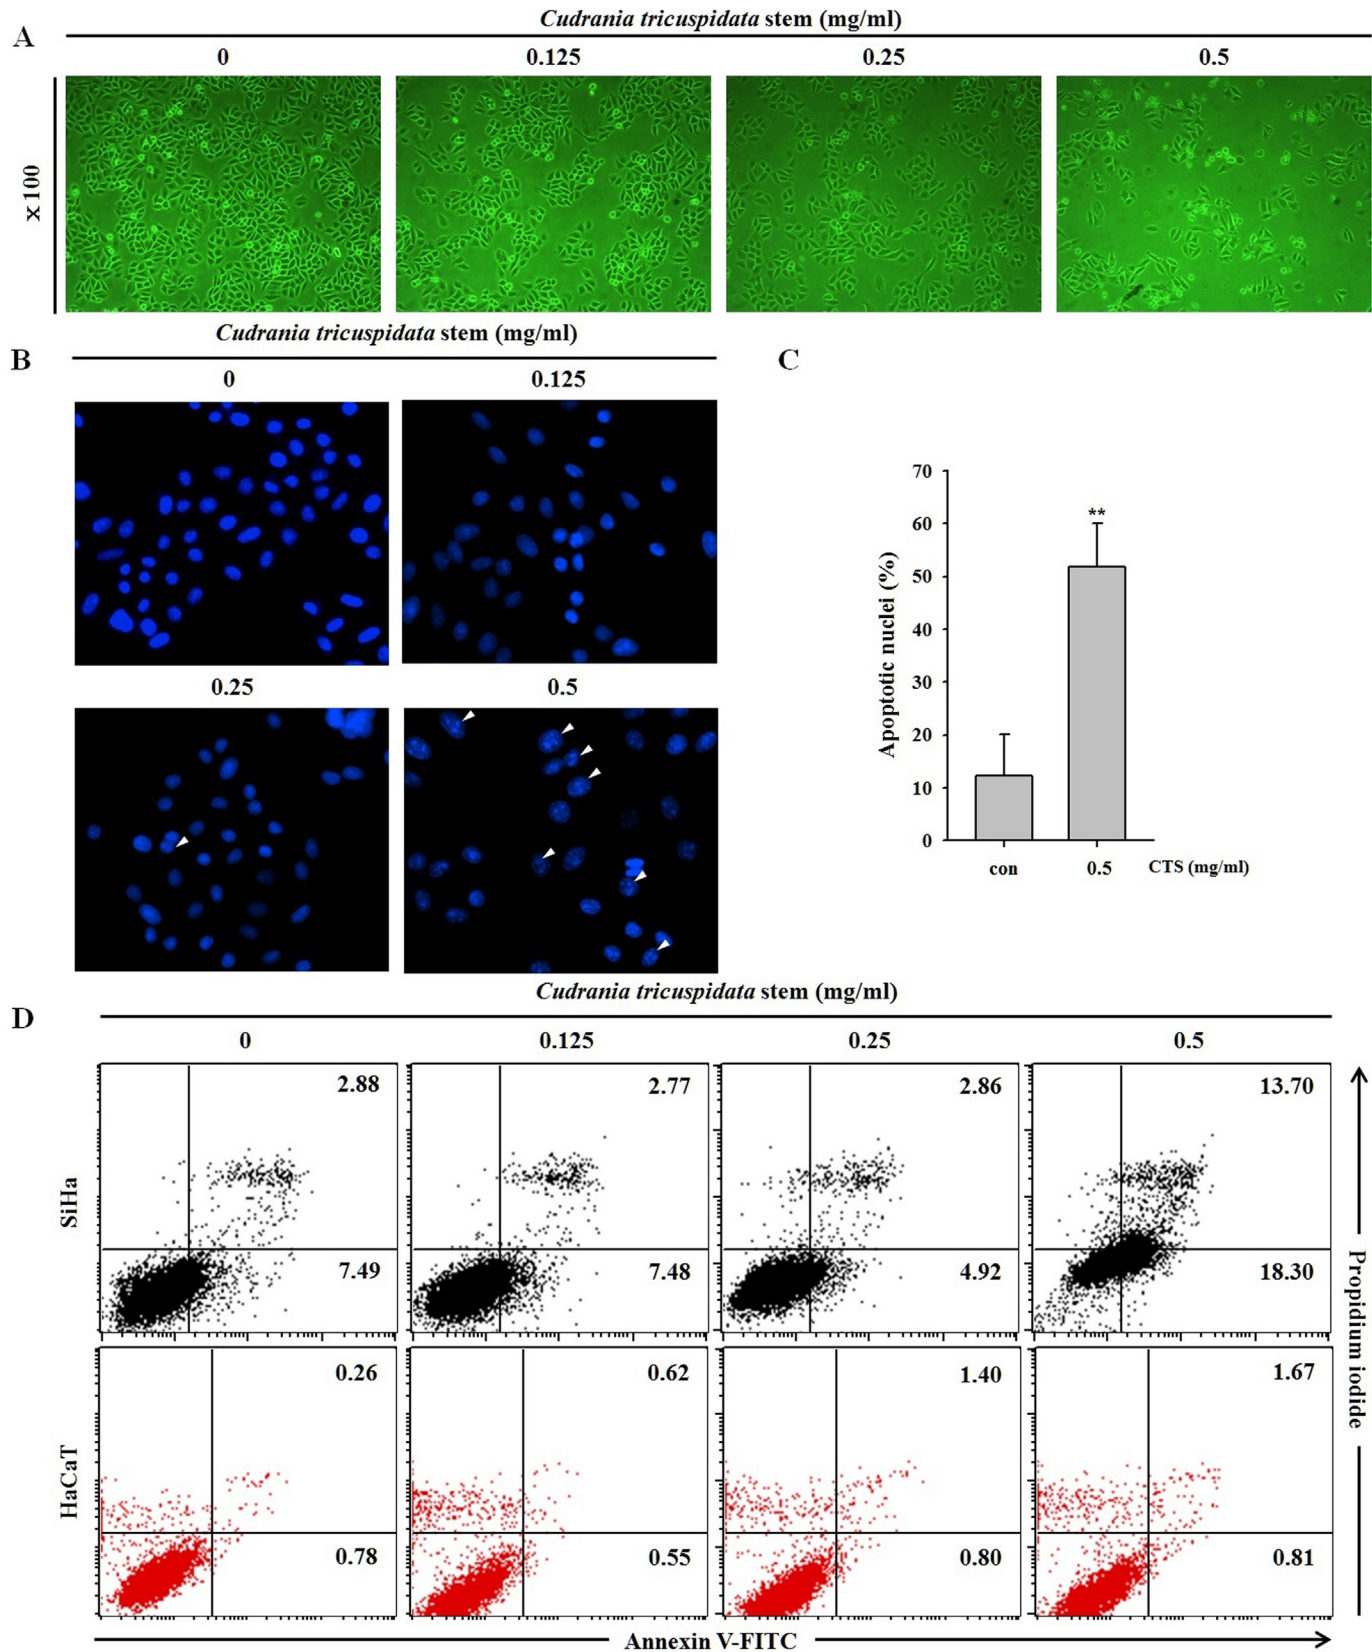 A
Cudrania tricuspidata stem (mg/ml)
0 0.125 0.25 0.5
x 100
Cudrania tricuspidata stem (mg/ml)
B
0 0.125
0.25 0.5
C
70
60
50
40
30
20
10
0
Apoptotic nuclei (%)
**
con 0.5 CTS (mg/ml)
Cudrania tricuspidata stem (mg/ml)
D
0 0.125 0.25 0.5
SiHa
2.88 2.77 2.86 13.70
7.49 7.48 4.92 18.30
HaCaT
0.26 0.62 1.40 1.67
0.78 0.55 0.80 0.81
Propidium iodide
Annexin V-FITC